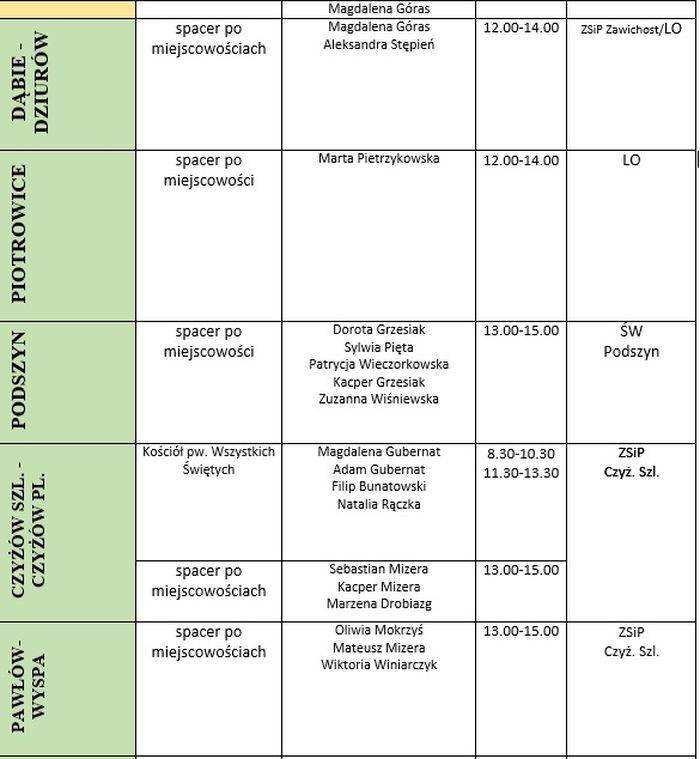 Magdalena Góras
DĄBIE -
DZIURÓW
spacer po
miejscowościach
Magdalena Góras
Aleksandra Stępień
12.00-14.00
ZSiP Zawichost/LO
PIOTROWICE
spacer po
miejscowości
Marta Pietrzykowska
12.00-14.00
LO
PODSZYN
spacer po
miejscowości
Dorota Grzesiak
Sylwia Pięta
Patrycja Wieczorkowska
Kacper Grzesiak
Zuzanna Wiśniewska
13.00-15.00
ŚW
Podszyn
CZYŻÓW SZL. -
CZYŻÓW PL.
Kościół pw. Wszystkich
Świętych
Magdalena Gubernat
Adam Gubernat
Filip Bunatowski
Natalia Rączka
8.30-10.30
11.30-13.30
ZSiP
Czyż. Szl.
spacer po
miejscowościach
Sebastian Mizera
Kacper Mizera
Marzena Drobiazg
13.00-15.00
PAWŁÓW-
WYSPA
spacer po
miejscowościach
Oliwia Mokrzyś
Mateusz Mizera
Wiktoria Winiarczyk
13.00-15.00
ZSiP
Czyż. Szl.